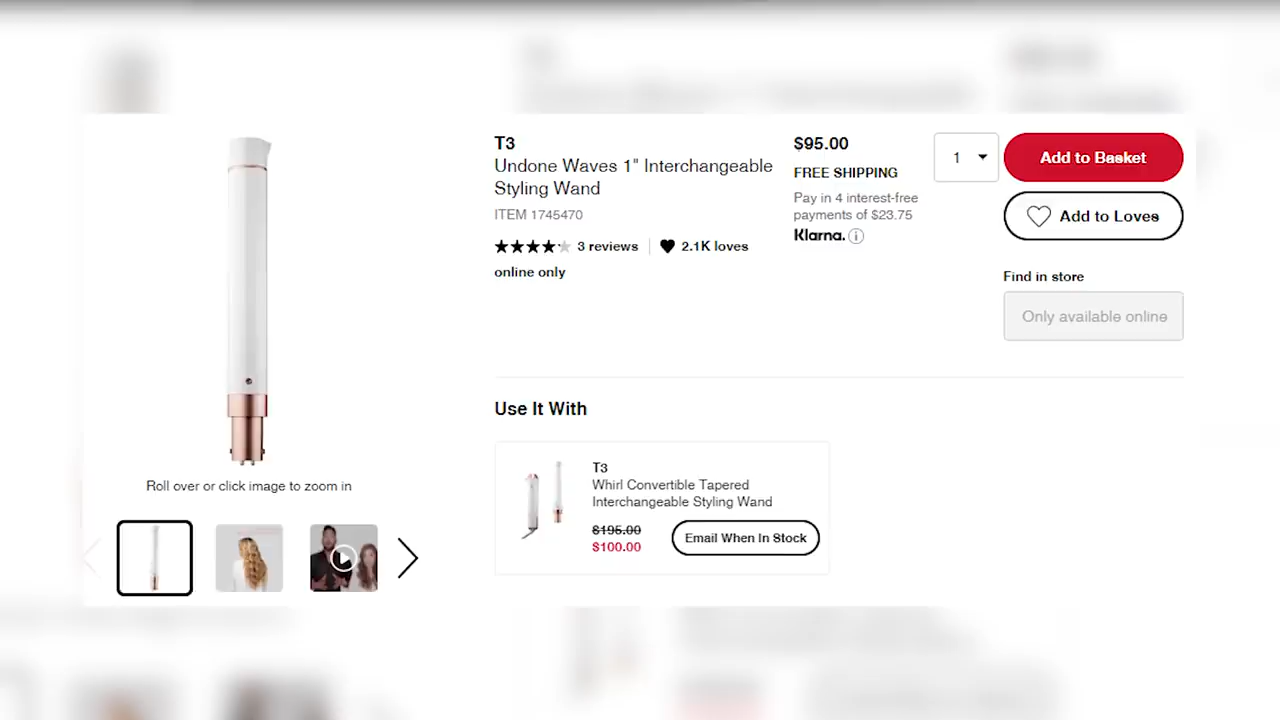 T3
Undone Waves 1" Interchangeable
Styling Wand
ITEM 1745470
3 reviews
2.1K loves
online only
$95.00
FREE SHIPPING
Pay in 4 interest-free
payments of $23.75
Klarna.
1
Add to Basket
Add to Loves
Find in store
Only available online
Roll over or click image to zoom in
Use It With
T3
Whirl Convertible Tapered
Interchangeable Styling Wand
$195.00
$100.00
Email When In Stock